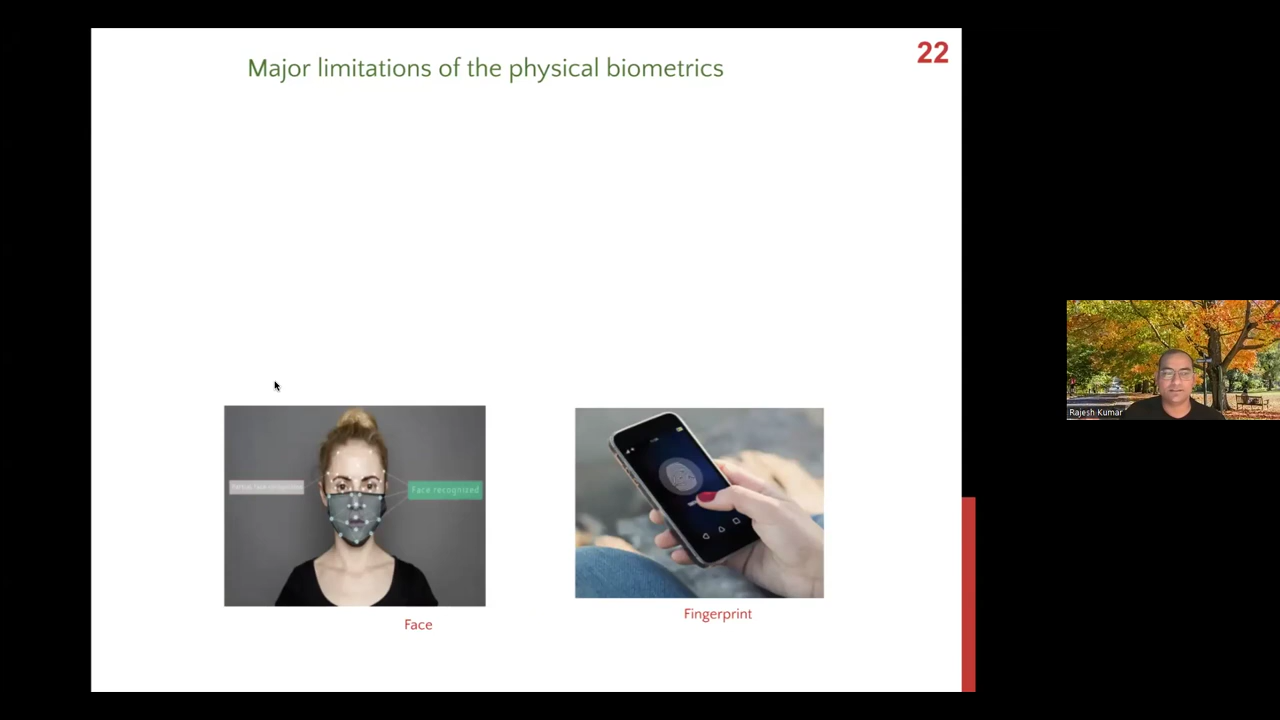 Major limitations of the physical biometrics
22
Face recognized
Face
Fingerprint
Rajesh Kumar